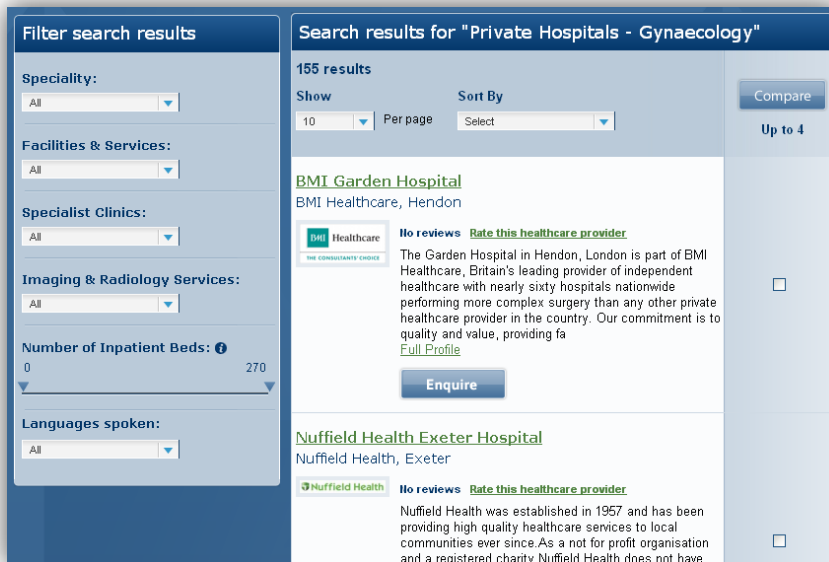 Filter search results
Speciality:
All
Facilities & Services:
All
Specialist Clinics:
All
Imaging & Radiology Services:
All
Number of Inpatient Beds: i
0 270
Languages spoken:
All
Search results for "Private Hospitals - Gynaecology"
155 results
Show Sort By
10 Per page Select
Compare
Up to 4
BMI Garden Hospital
BMI Healthcare, Hendon
BMI Healthcare
THE CONSULTANTS' CHOICE
No reviews Rate this healthcare provider
The Garden Hospital in Hendon, London is part of BMI
Healthcare, Britain's leading provider of independent
healthcare with nearly sixty hospitals nationwide
performing more complex surgery than any other private
healthcare provider in the country. Our commitment is to
quality and value, providing fa
Full Profile
Enquire
Nuffield Health Exeter Hospital
Nuffield Health, Exeter
Nuffield Health
No reviews Rate this healthcare provider
Nuffield Health was established in 1957 and has been
providing high quality healthcare services to local
communities ever since.As a not for profit organisation
and a registered charity Nuffield Health does not have